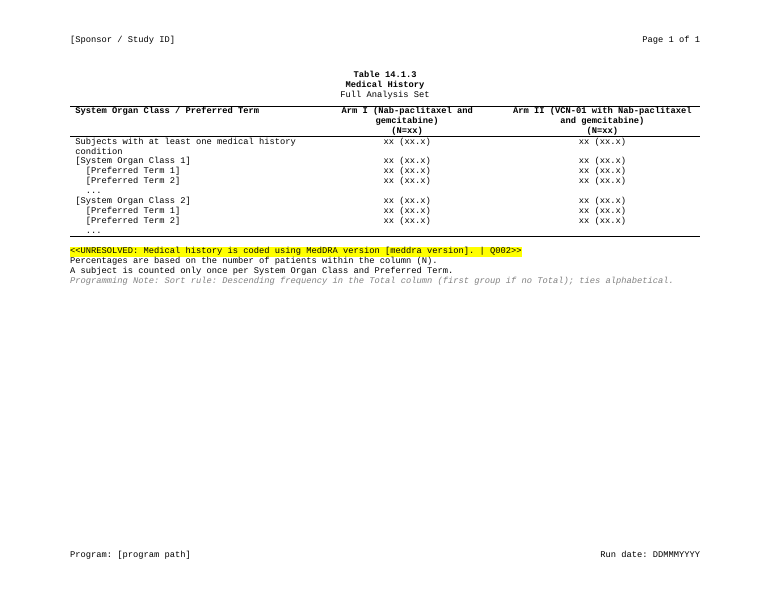 [Sponsor / Study ID] Page 1 of 1
Table 14.1.3
Medical History
Full Analysis Set
System Organ Class / Preferred Term Arm I (Nab-paclitaxel and Arm II (VCN-01 with Nab-paclitaxel
gemcitabine) and gemcitabine)
(N=xx) (N=xx)
Subjects with at least one medical history xx (xx.x) xx (xx.x)
condition
[System Organ Class 1] xx (xx.x) xx (xx.x)
[Preferred Term 1] xx (xx.x) xx (xx.x)
[Preferred Term 2] xx (xx.x) xx (xx.x)
...
[System Organ Class 2] xx (xx.x) xx (xx.x)
[Preferred Term 1] xx (xx.x) xx (xx.x)
[Preferred Term 2] xx (xx.x) xx (xx.x)
...
<<UNRESOLVED: Medical history is coded using MedDRA version [meddra version]. | Q002>>
Percentages are based on the number of patients within the column (N).
A subject is counted only once per System Organ Class and Preferred Term.
Programming Note: Sort rule: Descending frequency in the Total column (first group if no Total); ties alphabetical.
Program: [program path] Run date: DDMMMYYYY